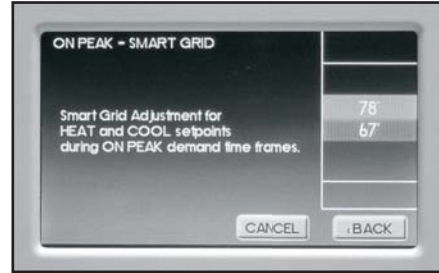 ON PEAK - SMART GRID
Smart Grid Adjustment for
HEAT and COOL setpoints
during ON PEAK demand time frames.
78°
67°
CANCEL
‹BACK